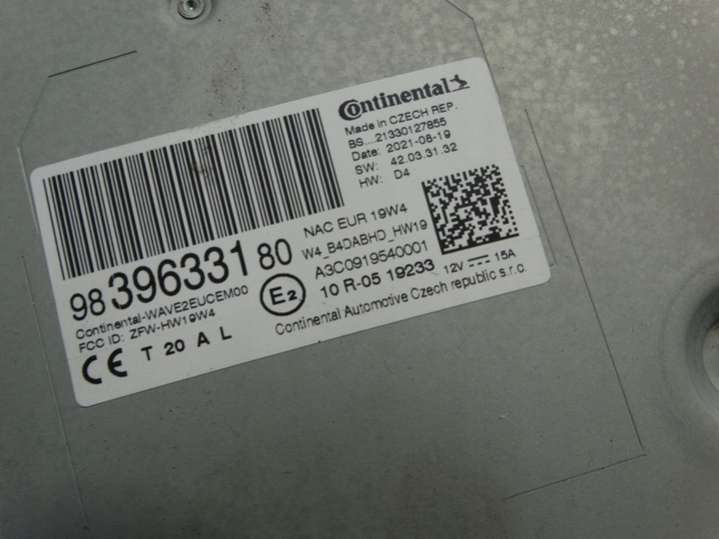 Continental
Made in CZECH REP.
BS....21330127855
Date: 2021-08-19
SW: 42.03.31.32
HW: D4
NAC EUR 19W4
W4_B4DABHD_HW19
A3C0919540001
10 R-05 19233
12V 15A
98 396331 80
Continental-WAVE2EUCEM00
FCC ID: ZFW-HW19W4
CE T 20 A L
E2
Continental Automotive Czech republic s.r.o.